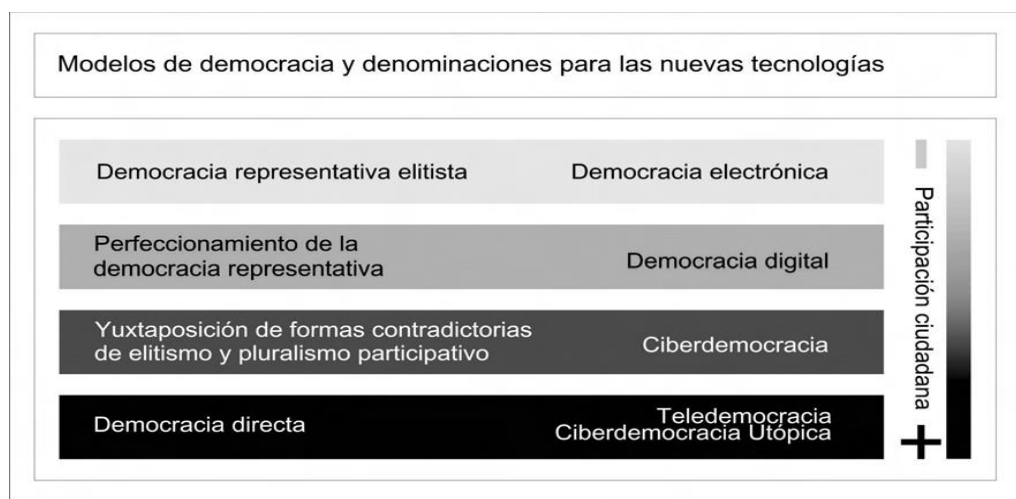 Modelos de democracia y denominaciones para las nuevas tecnologías
Democracia representativa elitista
Democracia electrónica
Perfeccionamiento de la
democracia representativa
Democracia digital
Yuxtaposición de formas contradictorias
de elitismo y pluralismo participativo
Ciberdemocracia
Democracia directa
Teledemocracia
Ciberdemocracia Utópica
Participación ciudadana
+